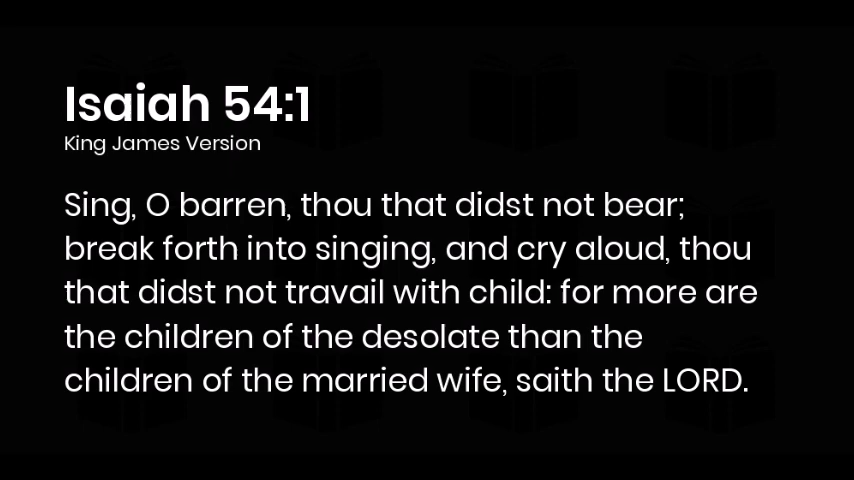 Isaiah 54:1
King James Version
Sing, O barren, thou that didst not bear;
break forth into singing, and cry aloud, thou
that didst not travail with child: for more are
the children of the desolate than the
children of the married wife, saith the LORD.